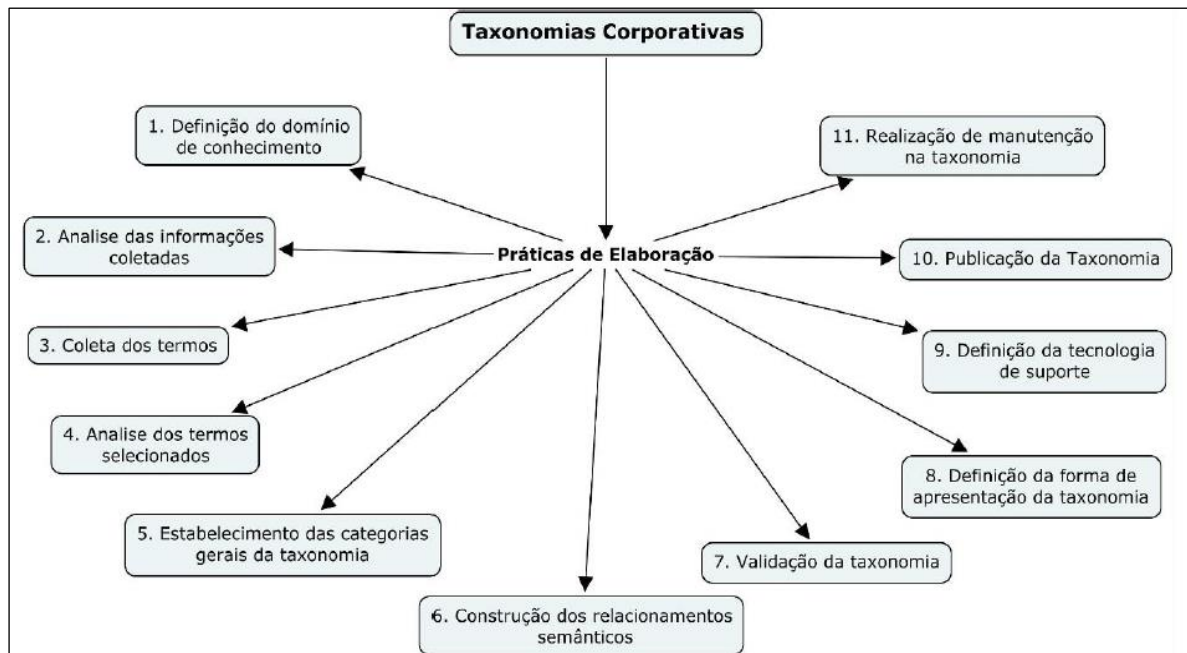 Taxonomias Corporativas
1. Definição do domínio
de conhecimento
11. Realização de manutenção
na taxonomia
2. Analise das informações
coletadas
Práticas de Elaboração
10. Publicação da Taxonomia
3. Coleta dos termos
9. Definição da tecnologia
de suporte
4. Analise dos termos
selecionados
8. Definição da forma de
apresentação da taxonomia
5. Estabelecimento das categorias
gerais da taxonomia
7. Validação da taxonomia
6. Construção dos relacionamentos
semânticos